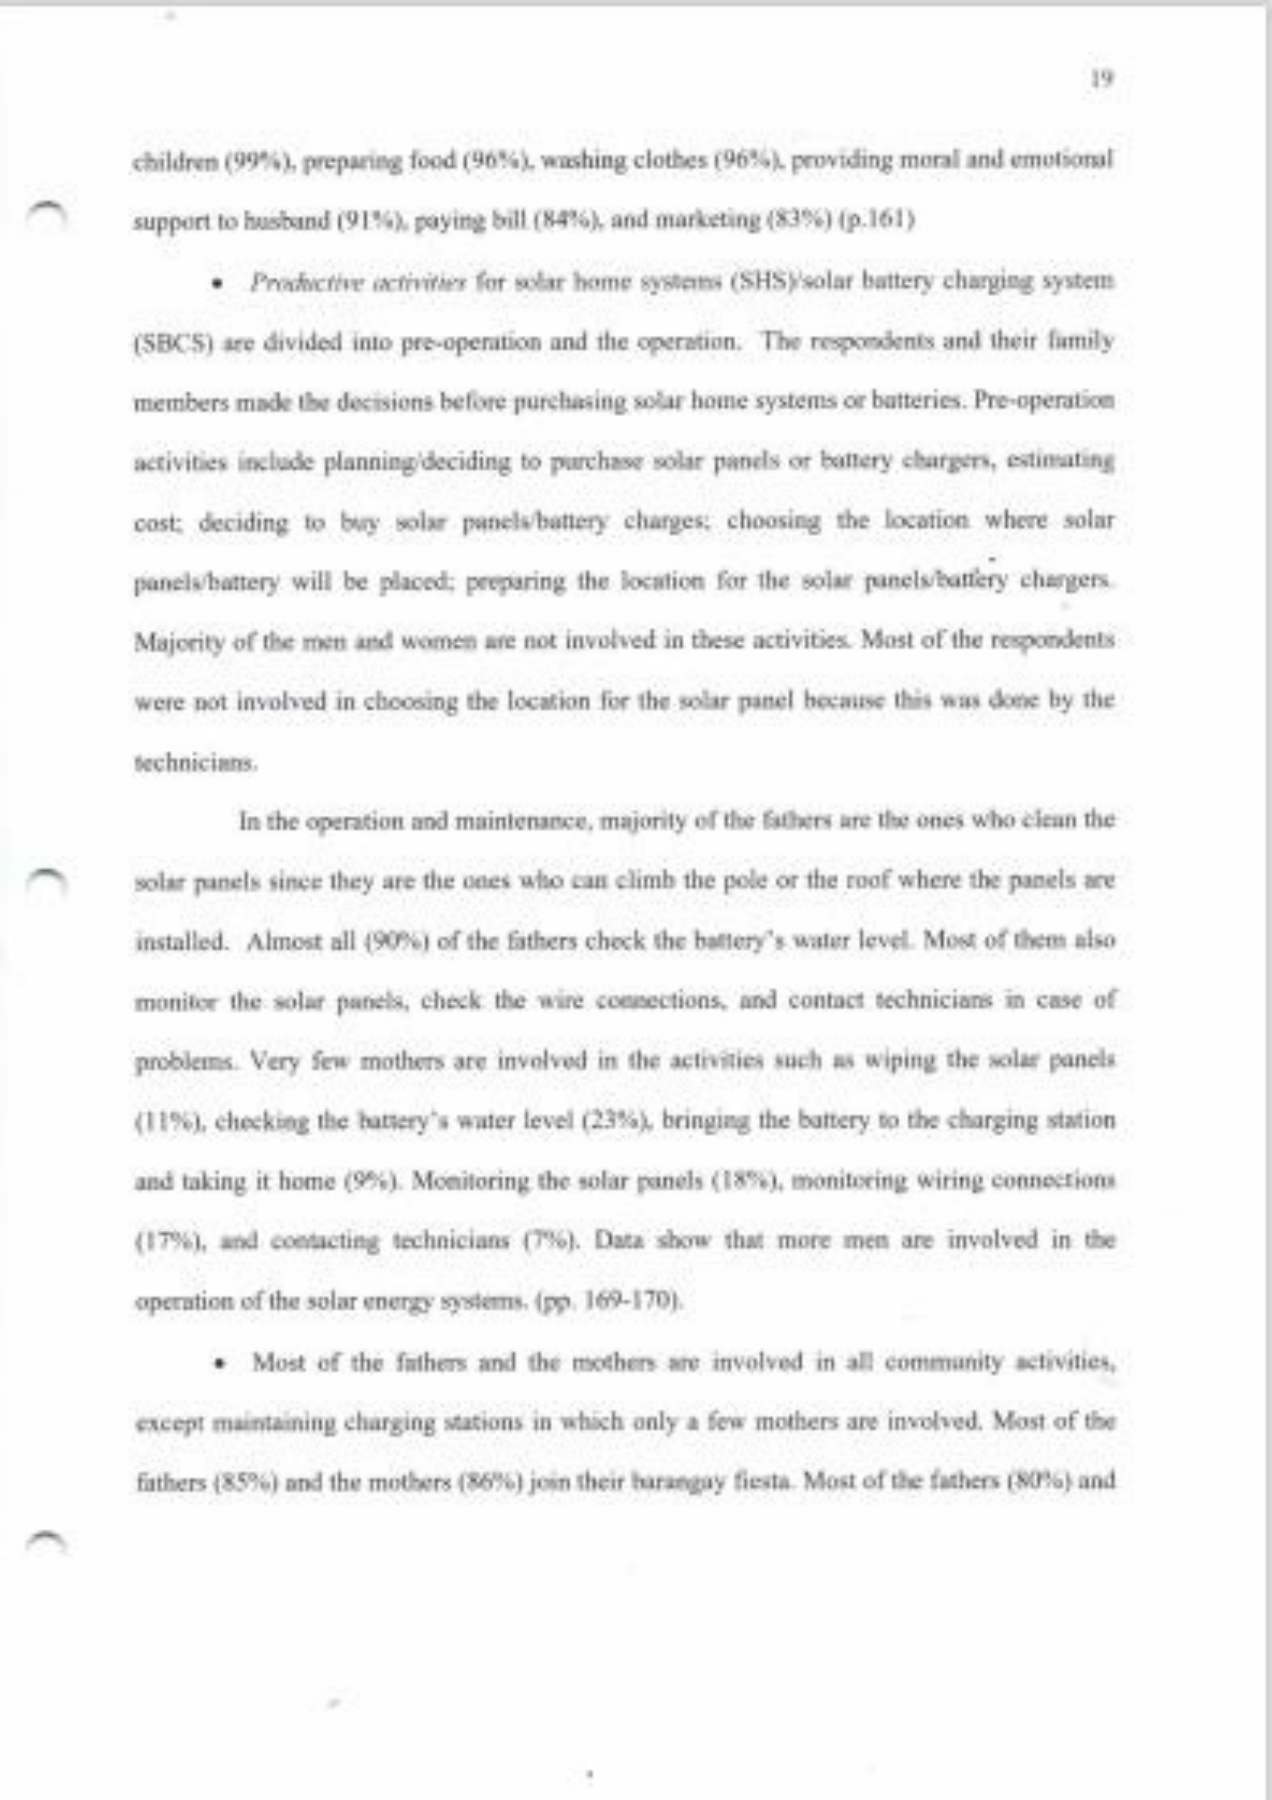 19
children (99%), preparing food (96%), washing clothes (96%), providing moral and emotional
support to husband (91%), paying bill (84%), and marketing (83%) (p.161)
• Productive activities for solar home systems (SHS)/solar battery charging system
(SBCS) are divided into pre-operation and the operation. The respondents and their family
members made the decisions before purchasing solar home systems or batteries. Pre-operation
activities include planning/deciding to purchase solar panels or battery chargers, estimating
cost; deciding to buy solar panels/battery charges; choosing the location where solar
panels/battery will be placed; preparing the location for the solar panels/battery chargers.
Majority of the men and women are not involved in these activities. Most of the respondents
were not involved in choosing the location for the solar panel because this was done by the
technicians.
In the operation and maintenance, majority of the fathers are the ones who clean the
solar panels since they are the ones who can climb the pole or the roof where the panels are
installed. Almost all (90%) of the fathers check the battery's water level. Most of them also
monitor the solar panels, check the wire connections, and contact technicians in case of
problems. Very few mothers are involved in the activities such as wiping the solar panels
(11%), checking the battery's water level (23%), bringing the battery to the charging station
and taking it home (9%). Monitoring the solar panels (18%), monitoring wiring connections
(17%), and contacting technicians (7%). Data show that more men are involved in the
operation of the solar energy systems. (pp. 169-170).
• Most of the fathers and the mothers are involved in all community activities,
except maintaining charging stations in which only a few mothers are involved. Most of the
fathers (85%) and the mothers (86%) join their barangay fiesta. Most of the fathers (80%) and